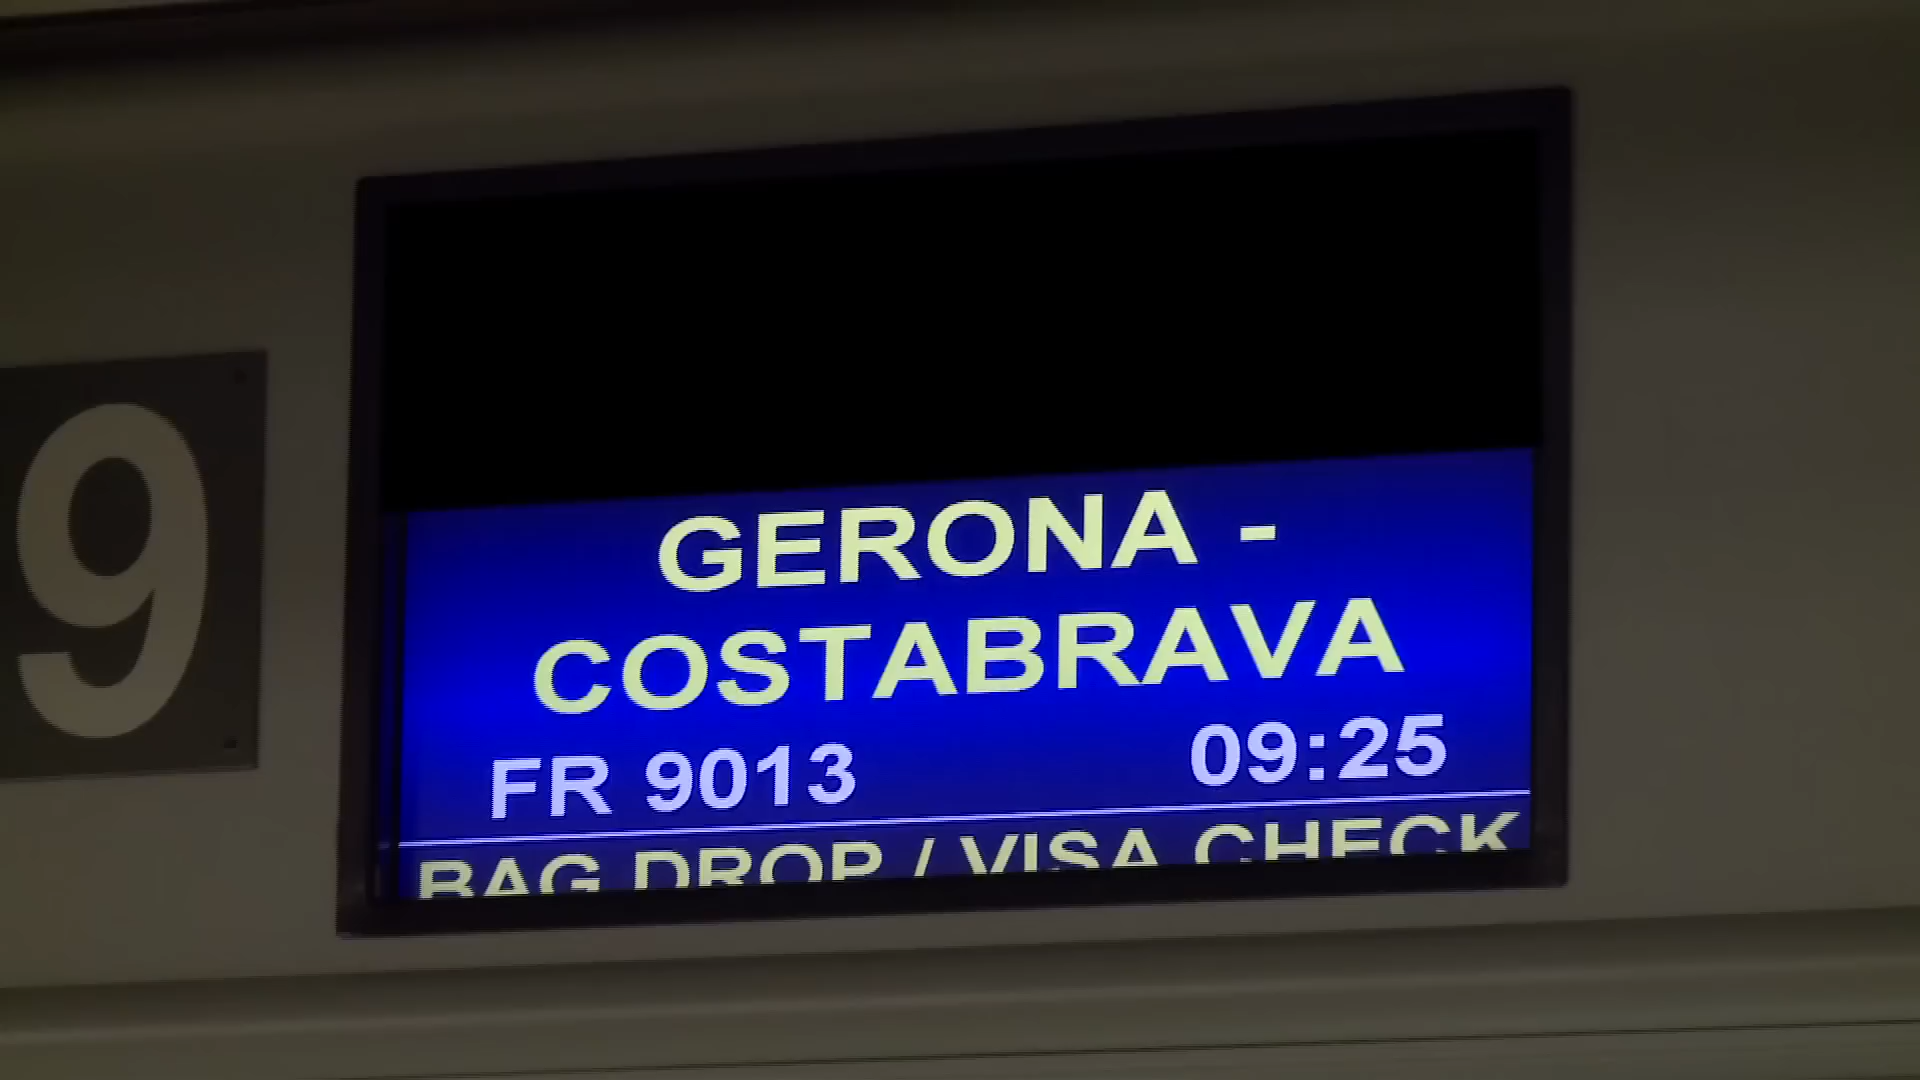 9
GERONA -
COSTABRAVA
FR 9013 09:25
BAG DROP / VISA CHECK